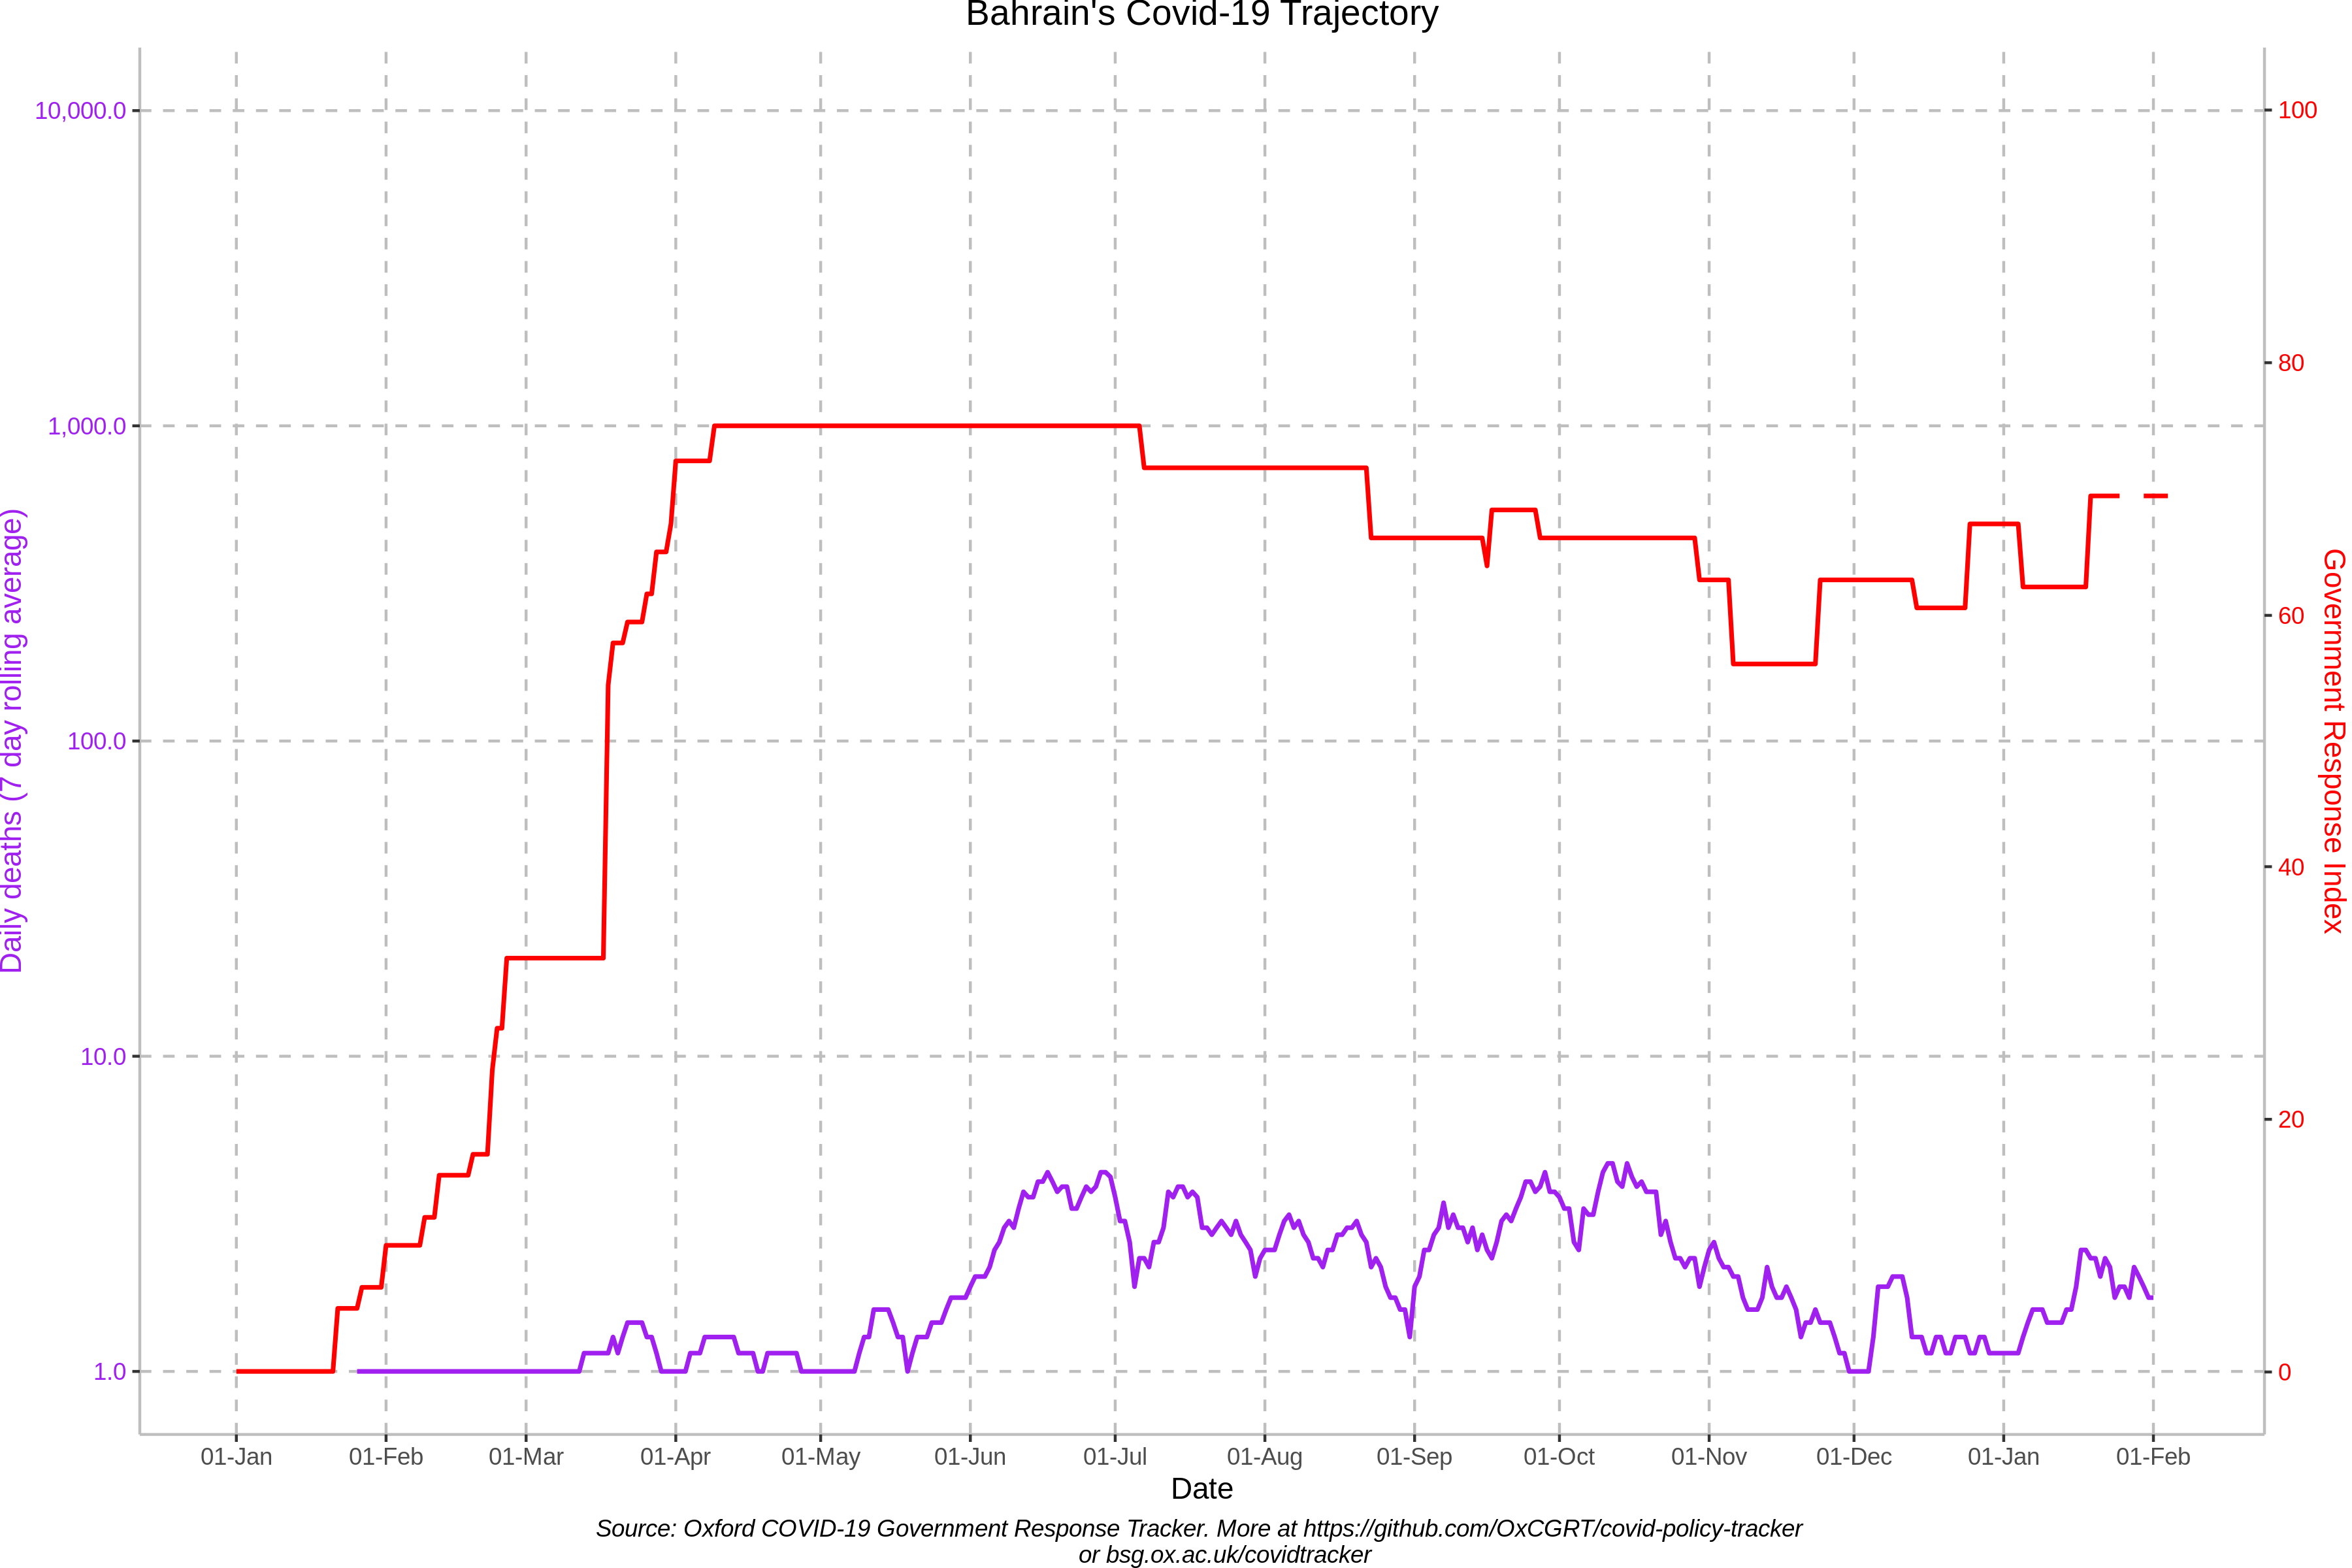 Bahrain's Covid-19 Trajectory
10,000.0
1,000.0
100.0
10.0
1.0
Daily deaths (7 day rolling average)
100
80
60
40
20
0
Government Response Index
01-Jan 01-Feb 01-Mar 01-Apr 01-May 01-Jun 01-Jul 01-Aug 01-Sep 01-Oct 01-Nov 01-Dec 01-Jan 01-Feb
Date
Source: Oxford COVID-19 Government Response Tracker. More at https://github.com/OxCGRT/covid-policy-tracker
or bsg.ox.ac.uk/covidtracker